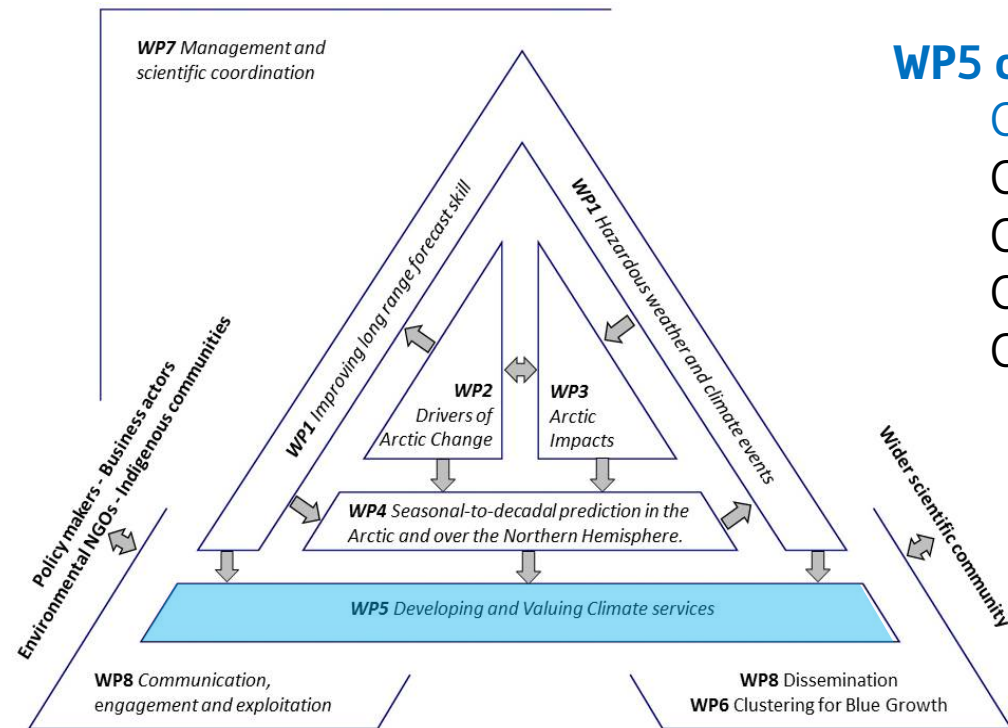 WP7 Management and
scientific coordination
WP5
WP1 Improving long range forecast skill
WP1 Hazardous weather and climate events
WP2
Drivers of
Arctic Change
WP3
Arctic
Impacts
Policy makers - Business actors
Environmental NGOs - Indigenous communities
Wider scientific community
WP4 Seasonal-to-decadal prediction in the
Arctic and over the Northern Hemisphere.
WP5 Developing and Valuing Climate services
WP8 Communication,
engagement and exploitation
WP8 Dissemination
WP6 Clustering for Blue Growth